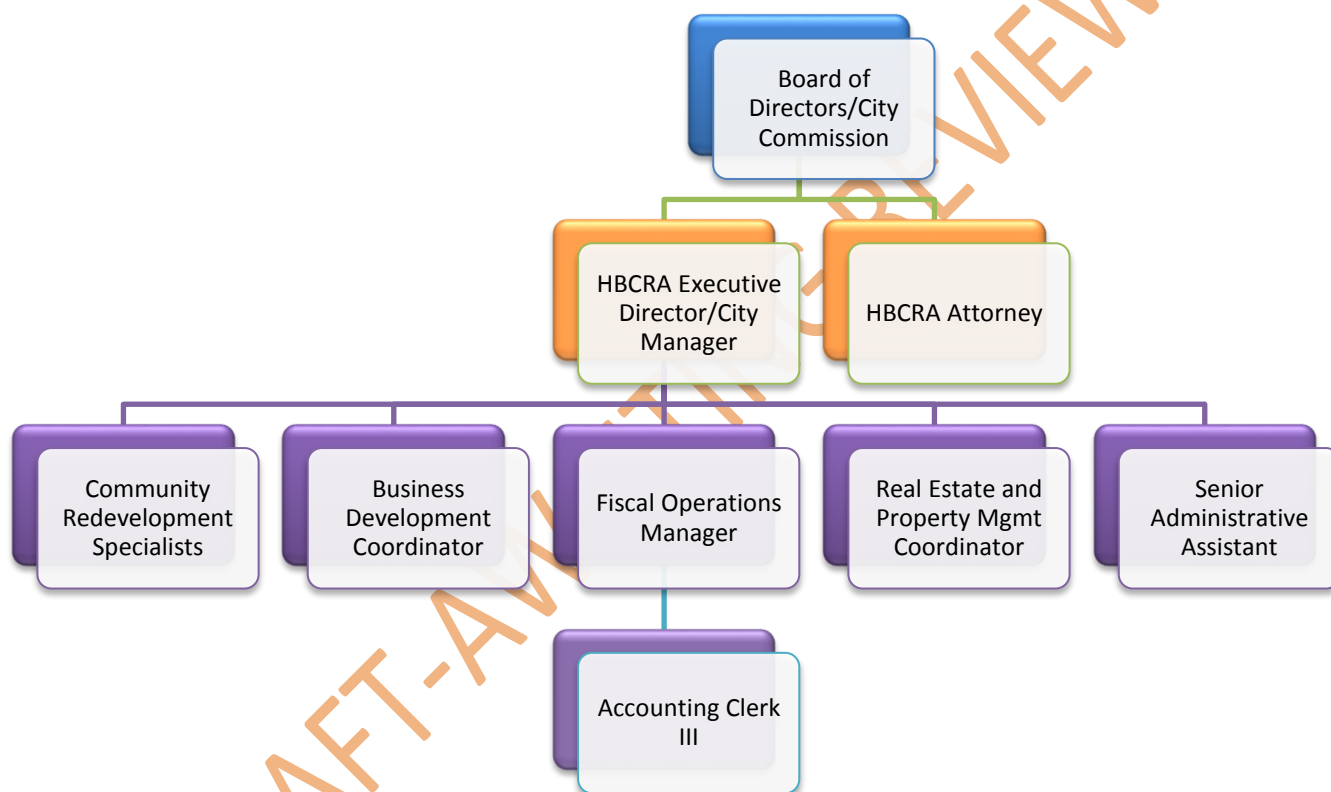 Board of
Directors/City
Commission
HBCRA Executive
Director/City
Manager
HBCRA Attorney
Community
Redevelopment
Specialists
Business
Development
Coordinator
Fiscal Operations
Manager
Real Estate and
Property Mgmt
Coordinator
Senior
Administrative
Assistant
Accounting Clerk
III